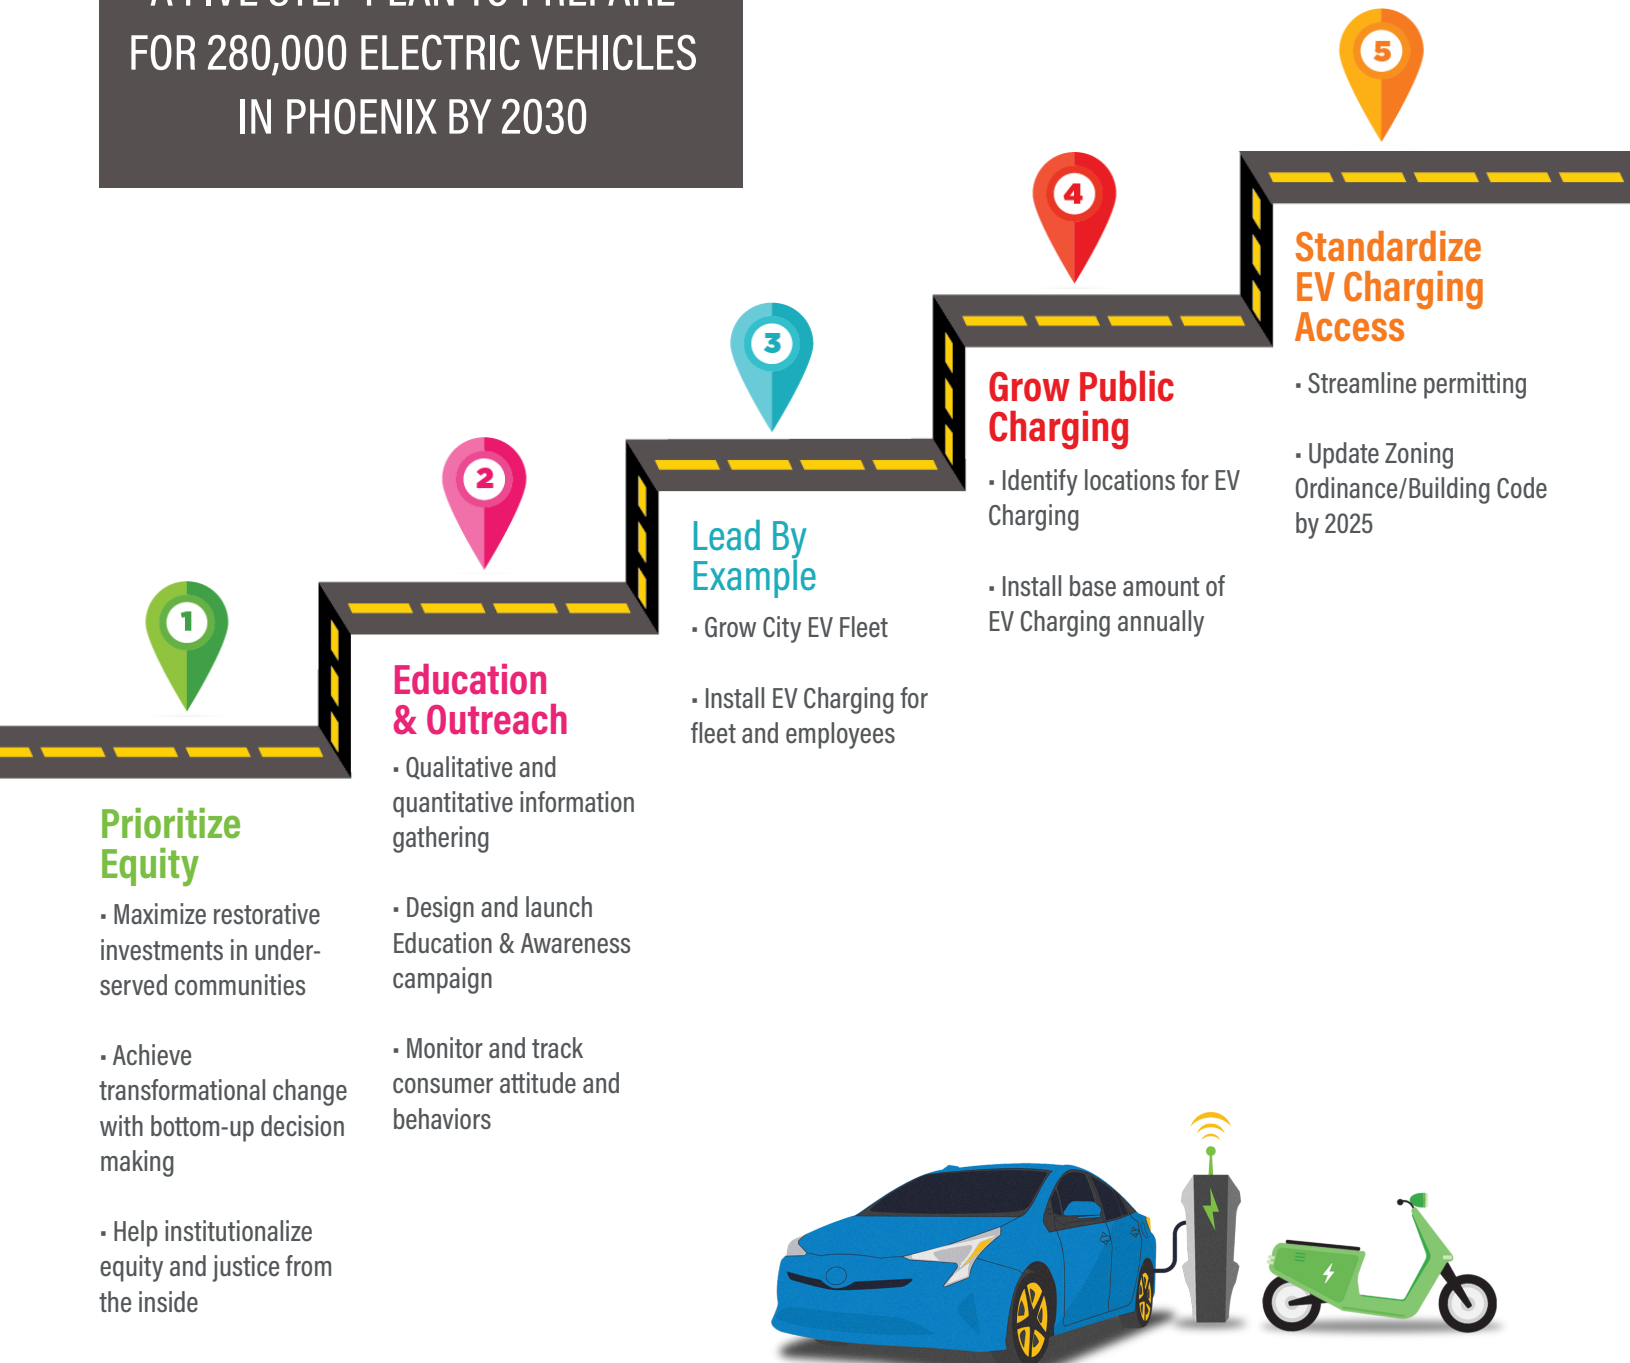 A FIVE STEP PLAN TO PREPARE
FOR 280,000 ELECTRIC VEHICLES
IN PHOENIX BY 2030
1
Prioritize
Equity
· Maximize restorative
investments in under-
served communities
· Achieve
transformational change
with bottom-up decision
making
· Help institutionalize
equity and justice from
the inside
2
Education
& Outreach
· Qualitative and
quantitative information
gathering
· Design and launch
Education & Awareness
campaign
· Monitor and track
consumer attitude and
behaviors
3
Lead By
Example
· Grow City EV Fleet
· Install EV Charging for
fleet and employees
4
Grow Public
Charging
· Identify locations for EV
Charging
· Install base amount of
EV Charging annually
5
Standardize
EV Charging
Access
· Streamline permitting
· Update Zoning
Ordinance/Building Code
by 2025